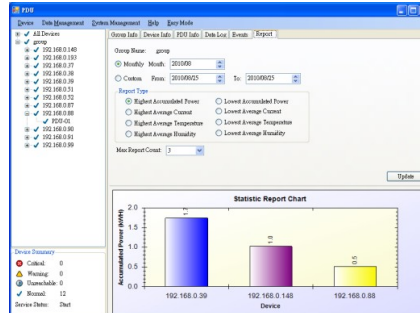 PDU
Device Data Management System Management Help Easy Mode
All Devices
group
192.168.0.148
192.168.0.193
192.168.0.37
192.168.0.38
192.168.0.39
192.168.0.51
192.168.0.52
192.168.0.87
192.168.0.88
PDU-01
192.168.0.90
192.168.0.91
192.168.0.99
Device Summary
Critical: 0
Warning: 0
Unreachable: 0
Normal: 12
Service Status: Start
Group Info Device Info PDU Info Data Log Events Report
Group Name: group
Monthly Month: 2010/08
Custom From: 2010/08/25 To: 2010/08/25
Report Type
Highest Accumulated Power Lowest Accumulated Power
Highest Average Current Lowest Average Current
Highest Average Temperature Lowest Average Temperature
Highest Average Humidity Lowest Average Humidity
Max Report Count: 3
Update
Statistic Report Chart
Accumulated Power (kWH)
2.0
1.5
1.0
0.5
0.0
1.7
1.0
0.5
192.168.0.39 192.168.0.148 192.168.0.88
Device